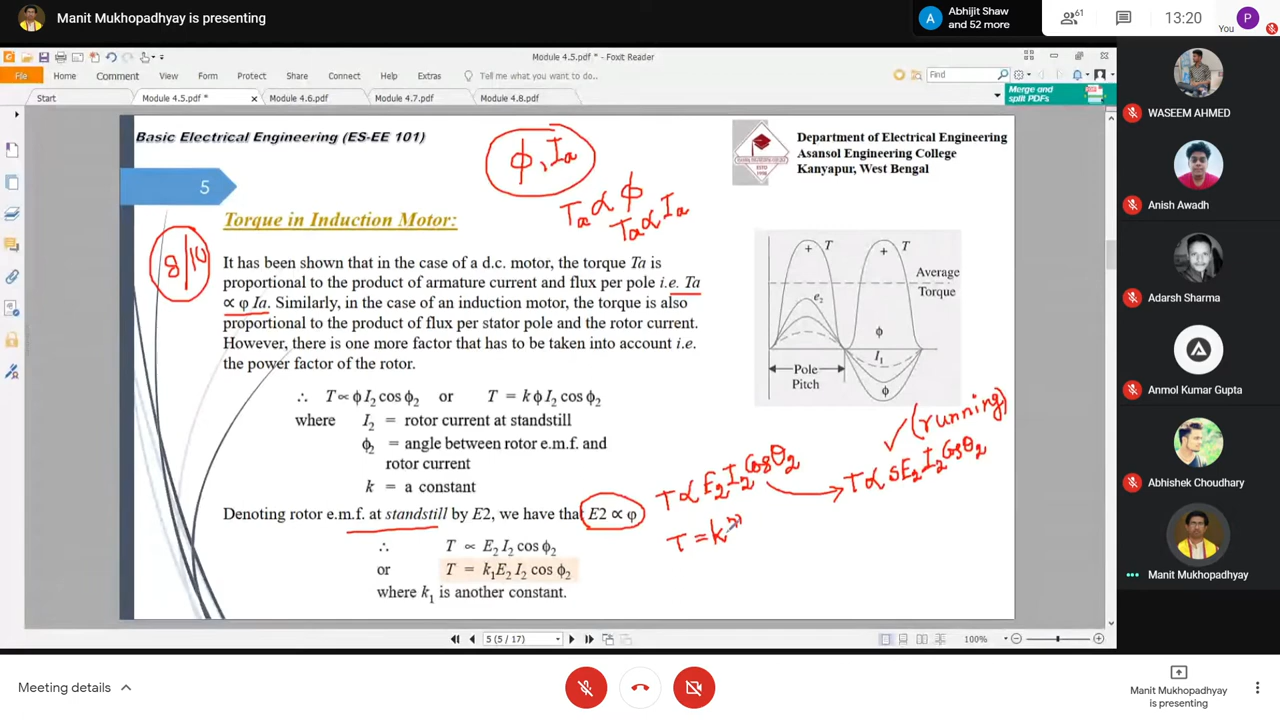 Manit Mukhopadhyay is presenting
A
Abhijit Shaw
and 52 more
61
13:20
P
You
Module 4.5.pdf * - Foxit Reader
File Home Comment View Form Protect Share Connect Help Extras Tell me what you want to do..
Find
Start Module 4.5.pdf * Module 4.6.pdf Module 4.7.pdf Module 4.8.pdf
Merge and
split PDFs
Basic Electrical Engineering (ES-EE 101)
Department of Electrical Engineering
Asansol Engineering College
Kanyapur, West Bengal
5
ϕ, Ia
Ta ∝ ϕ
Ta ∝ Ia
Torque in Induction Motor:
8/10
It has been shown that in the case of a d.c. motor, the torque Ta is
proportional to the product of armature current and flux per pole i.e. Ta
∝ φ Ia. Similarly, in the case of an induction motor, the torque is also
proportional to the product of flux per stator pole and the rotor current.
However, there is one more factor that has to be taken into account i.e.
the power factor of the rotor.
∴ T ∝ ϕ I₂ cos ϕ₂ or T = k ϕ I₂ cos ϕ₂
where I₂ = rotor current at standstill
ϕ₂ = angle between rotor e.m.f. and
rotor current
k = a constant
Denoting rotor e.m.f. at standstill by E2, we have that E2 ∝ φ
∴ T ∝ E₂ I₂ cos ϕ₂
or T = k₁E₂ I₂ cos ϕ₂
where k₁ is another constant.
+ T + T
Average
Torque
e₂
ϕ
I₁
Pole
Pitch
ϕ
(running)
T ∝ E₂ I₂ Cosθ₂
T ∝ sE₂ I₂ Cosθ₂
T = k
5 (5 / 17)
100%
WASEEM AHMED
Anish Awadh
Adarsh Sharma
Anmol Kumar Gupta
Abhishek Choudhary
Manit Mukhopadhyay
Meeting details
Manit Mukhopadhyay
is presenting